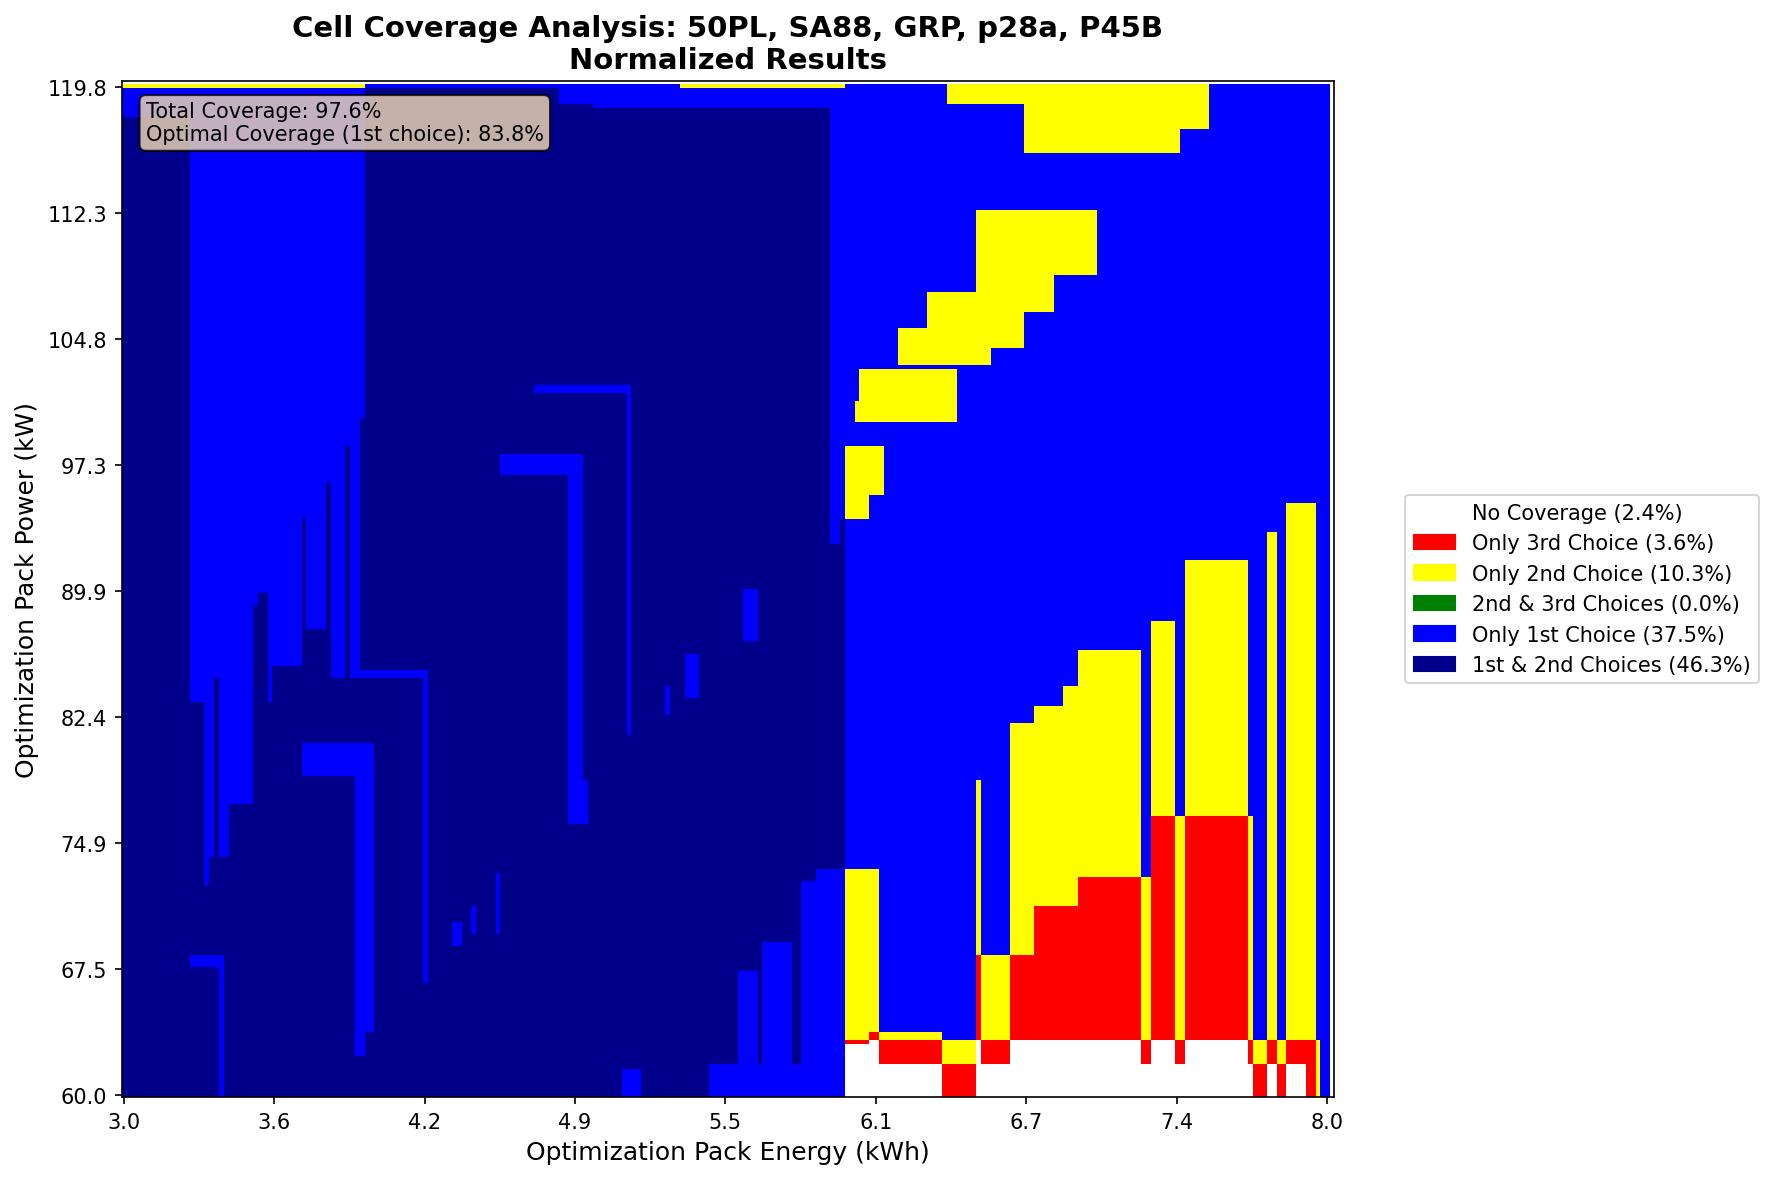 Cell Coverage Analysis: 50PL, SA88, GRP, p28a, P45B
Normalized Results
Total Coverage: 97.6%
Optimal Coverage (1st choice): 83.8%
119.8
112.3
104.8
97.3
89.9
82.4
74.9
67.5
60.0
Optimization Pack Power (kW)
3.0
3.6
4.2
4.9
5.5
6.1
6.7
7.4
8.0
Optimization Pack Energy (kWh)
No Coverage (2.4%)
Only 3rd Choice (3.6%)
Only 2nd Choice (10.3%)
2nd & 3rd Choices (0.0%)
Only 1st Choice (37.5%)
1st & 2nd Choices (46.3%)